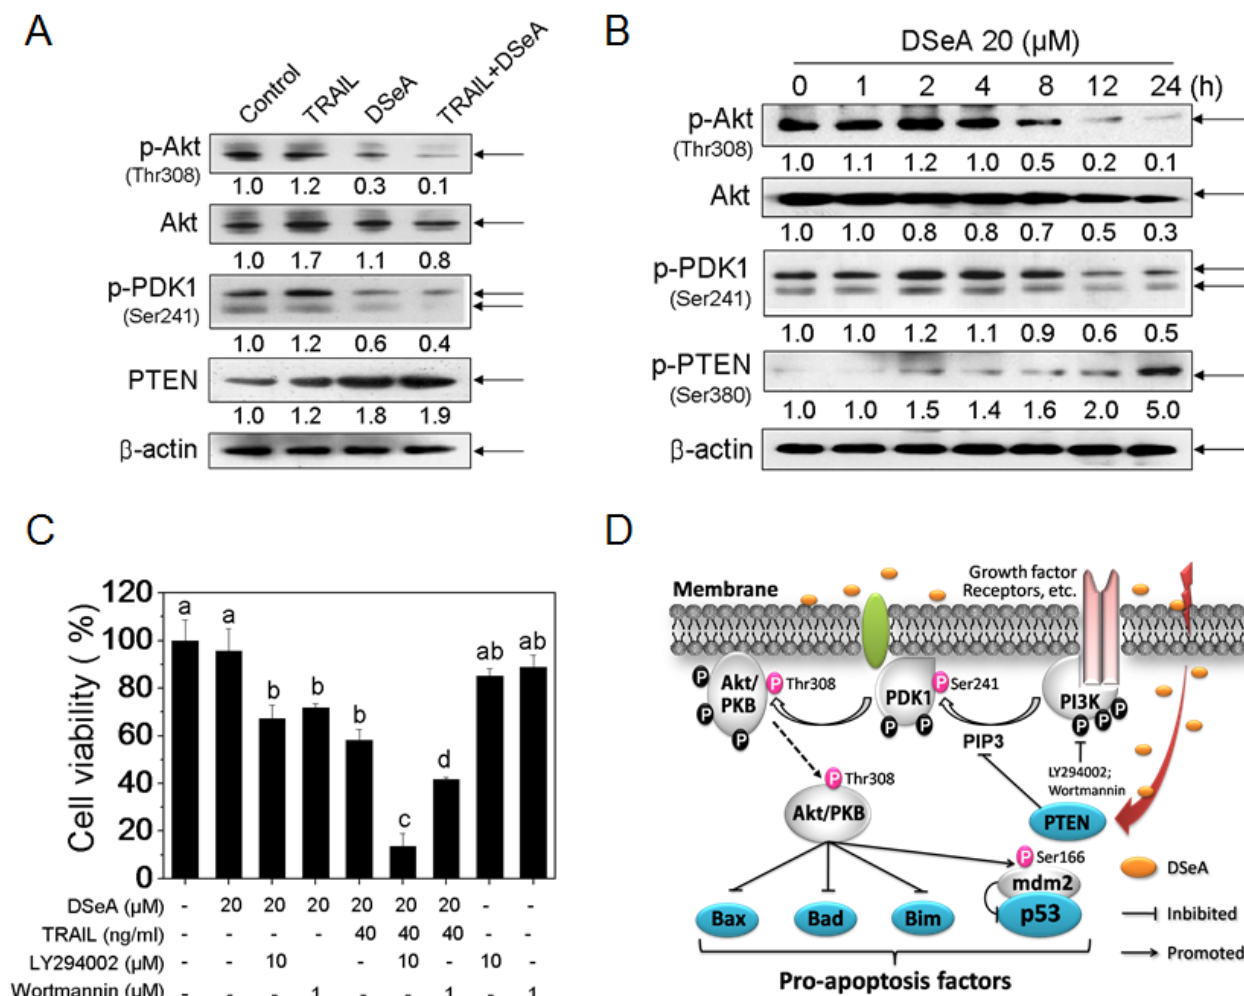 A
Control TRAIL DSeA TRAIL+DSeA
p-Akt
(Thr308)
1.0 1.2 0.3 0.1
Akt
1.0 1.7 1.1 0.8
p-PDK1
(Ser241)
1.0 1.2 0.6 0.4
PTEN
1.0 1.2 1.8 1.9
β-actin
B
DSeA 20 (μM)
0 1 2 4 8 12 24 (h)
p-Akt
(Thr308)
1.0 1.1 1.2 1.0 0.5 0.2 0.1
Akt
1.0 1.0 0.8 0.8 0.7 0.5 0.3
p-PDK1
(Ser241)
1.0 1.0 1.2 1.1 0.9 0.6 0.5
p-PTEN
(Ser380)
1.0 1.0 1.5 1.4 1.6 2.0 5.0
β-actin
C
Cell viability ( %)
120
100
80
60
40
20
0
a a b b b c d ab ab
DSeA (μM) - 20 20 20 20 20 20 - -
TRAIL (ng/ml) - - - - 40 40 40 - -
LY294002 (μM) - - 10 - - 10 - 10 -
Wortmannin (μM) - - - 1 - - 1 - 1
D
Membrane
Growth factor
Receptors, etc.
P
P
P
Akt/
PKB
P Thr308
PDK1
P Ser241
P
P
PI3K
P
P
P
PIP3
LY294002;
Wortmannin
P Thr308
Akt/PKB
PTEN
P Ser166
mdm2
p53
Bax
Bad
Bim
Pro-apoptosis factors
DSeA
Inbibited
Promoted